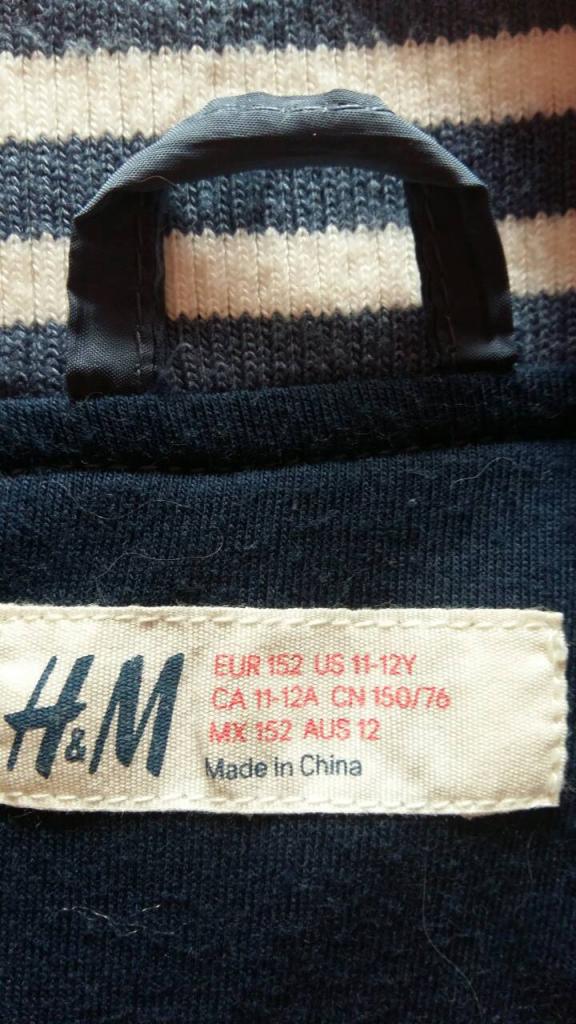 H&M
EUR 152 US 11-12Y
CA 11-12A CN 150/76
MX 152 AUS 12
Made in China